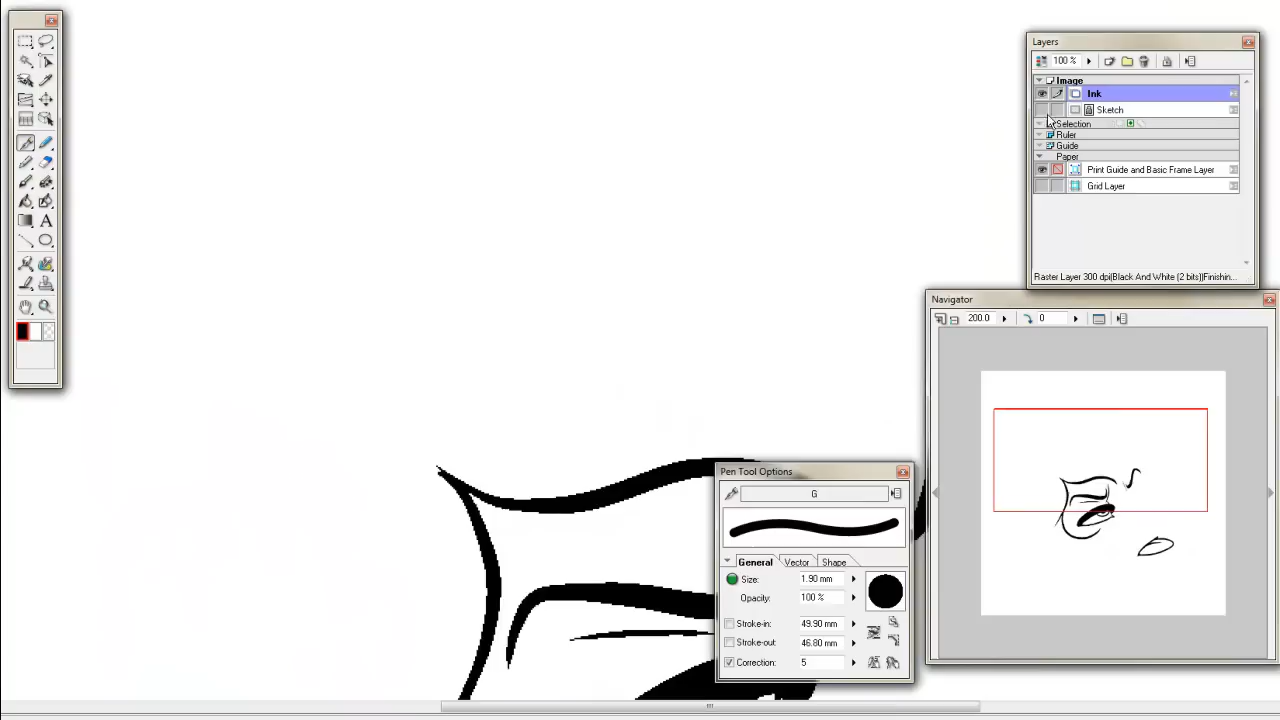 Layers
100 %
Image
Ink
Sketch
Selection
Ruler
Guide
Paper
Print Guide and Basic Frame Layer
Grid Layer
Raster Layer 300 dpi(Black And White (2 bits)(Finishin...
Navigator
200.0
0
A
Pen Tool Options
G
General
Vector
Shape
Size:
1.90 mm
Opacity:
100 %
Stroke-in:
49.90 mm
Stroke-out:
46.80 mm
Correction:
5